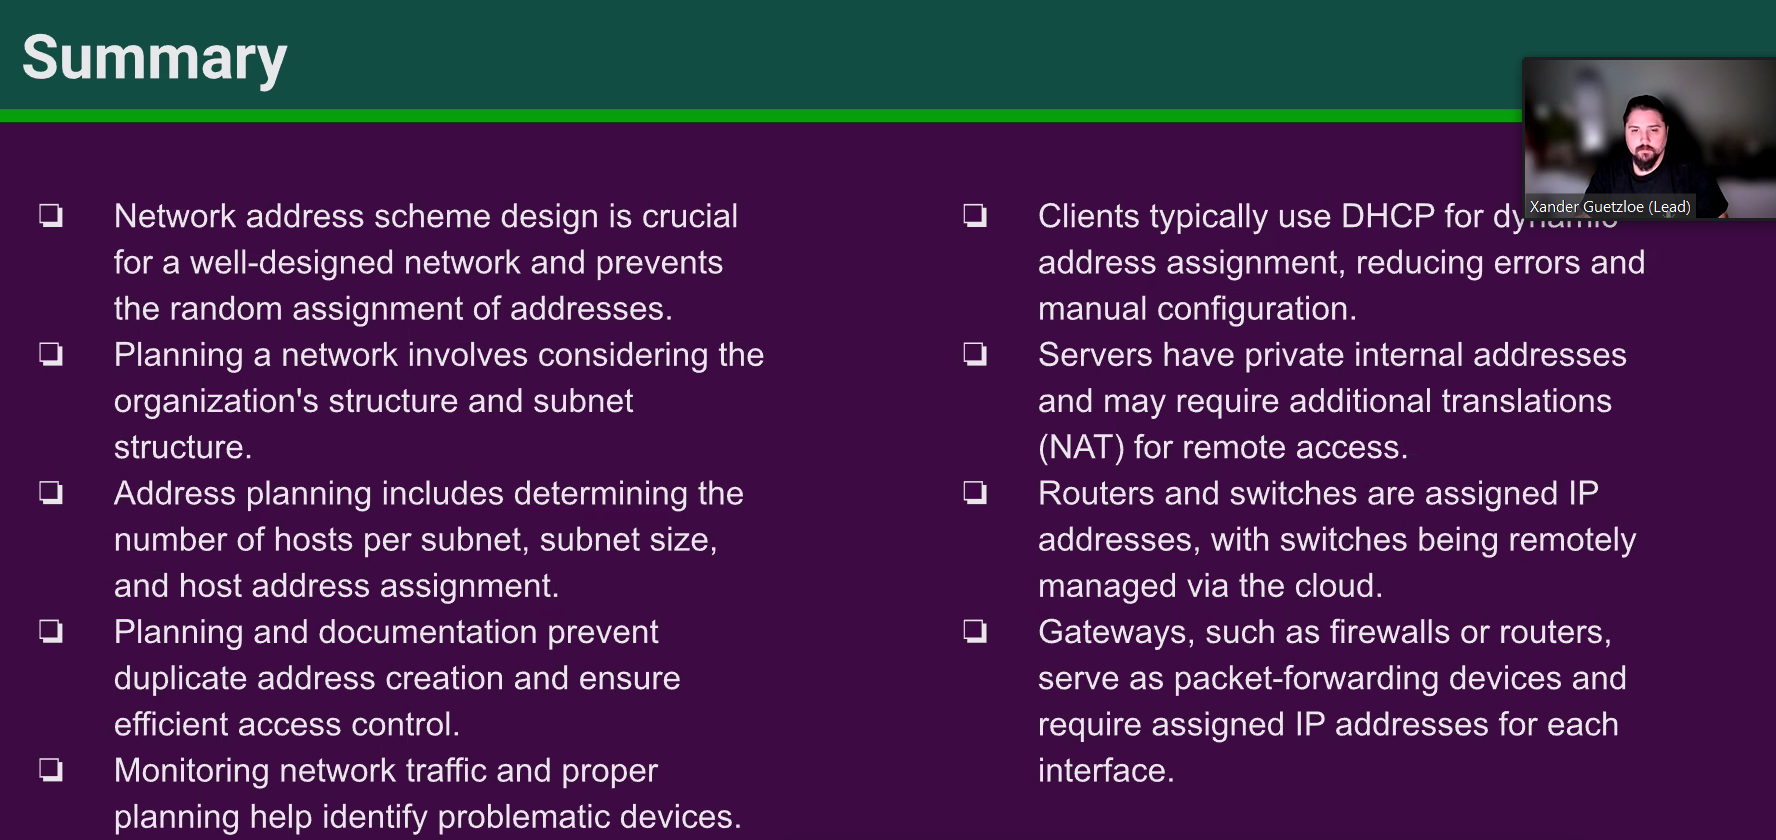 Summary
Network address scheme design is crucial
for a well-designed network and prevents
the random assignment of addresses.
Planning a network involves considering the
organization's structure and subnet
structure.
Address planning includes determining the
number of hosts per subnet, subnet size,
and host address assignment.
Planning and documentation prevent
duplicate address creation and ensure
efficient access control.
Monitoring network traffic and proper
planning help identify problematic devices.
Clients typically use DHCP for dynamic
address assignment, reducing errors and
manual configuration.
Servers have private internal addresses
and may require additional translations
(NAT) for remote access.
Routers and switches are assigned IP
addresses, with switches being remotely
managed via the cloud.
Gateways, such as firewalls or routers,
serve as packet-forwarding devices and
require assigned IP addresses for each
interface.
Xander Guetzloe (Lead)